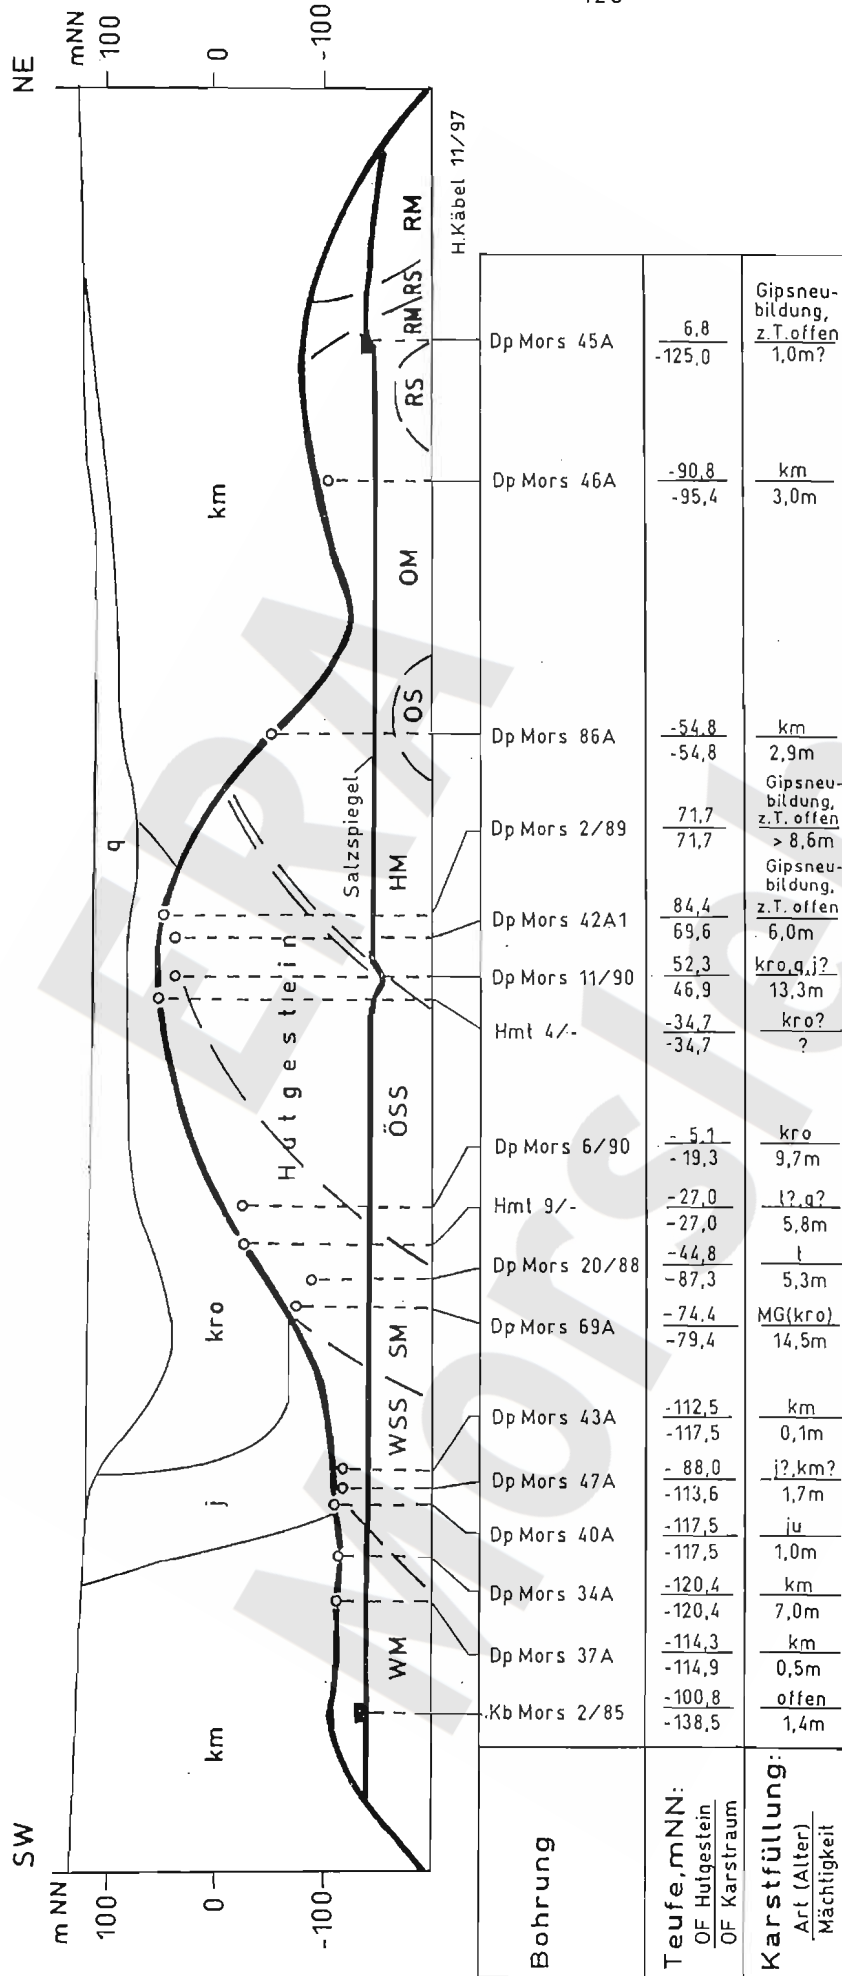 NE
mNN
100
0
-100
H.Käbel 11/97
RM
RS
RM
RS
km
OM
OS
q
Salzspiegel
HM
Hutgestein
ÖSS
kro
SM
WSS
j
WM
km
SW
m NN
100
0
-100
Dp Mors 45A
6,8
-125,0
Gipsneu-
bildung,
z.T. offen
1,0m?
Dp Mors 46A
-90,8
-95,4
km
3,0m
Dp Mors 86A
-54,8
-54,8
km
2,9m
Dp Mors 2/89
71,7
71,7
Gipsneu-
bildung,
z.T. offen
> 8,6m
Dp Mors 42A1
84,4
69,6
Gipsneu-
bildung,
z.T. offen
6,0m
Dp Mors 11/90
52,3
46,9
kro,q,j?
13,3m
Hmt 4/-
-34,7
-34,7
kro?
?
Dp Mors 6/90
- 5,1
- 19,3
kro
9,7m
Hmt 9/-
-27,0
-27,0
t?,q?
5,8m
Dp Mors 20/88
-44,8
-87,3
t
5,3m
Dp Mors 69A
-74,4
-79,4
MG(kro)
14,5m
Dp Mors 43A
-112,5
-117,5
km
0,1m
Dp Mors 47A
- 88,0
-113,6
j?,km?
1,7m
Dp Mors 40A
-117,5
-117,5
ju
1,0m
Dp Mors 34A
-120,4
-120,4
km
7,0m
Dp Mors 37A
-114,3
-114,9
km
0,5m
Kb Mors 2/85
-100,8
-138,5
offen
1,4m
Bohrung
Teufe,mNN:
OF Hutgestein
OF Karstraum
Karstfüllung:
Art (Alter)
Mächtigkeit
ERA
Morsleb